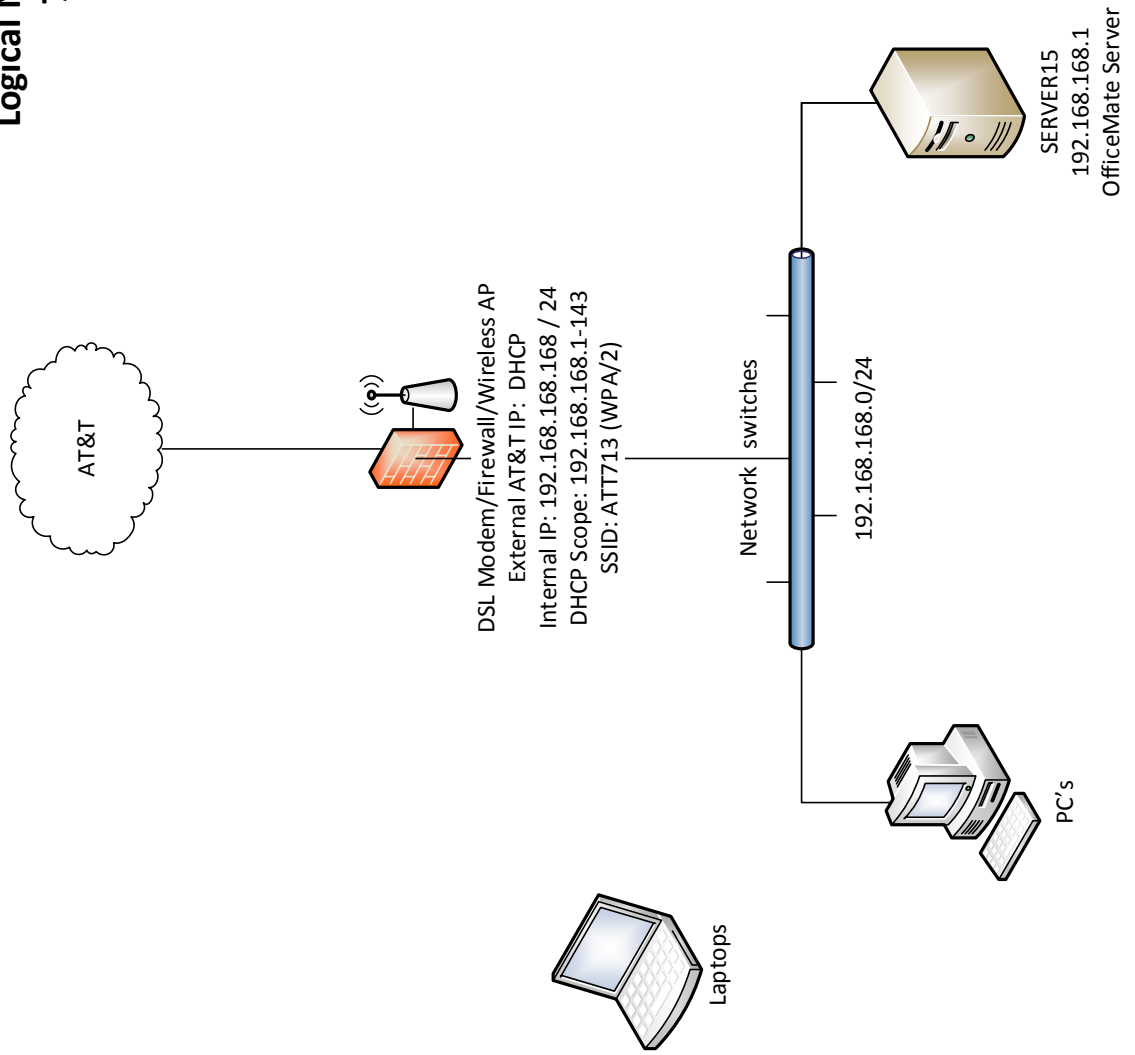 Logical
AT&T
DSL Modem/Firewall/Wireless AP
External AT&T IP: DHCP
Internal IP: 192.168.168.168 / 24
DHCP Scope: 192.168.168.1-143
SSID: ATT713 (WPA/2)
Network switches
192.168.168.0/24
SERVER15
192.168.168.1
OfficeMate Server
PC's
Laptops